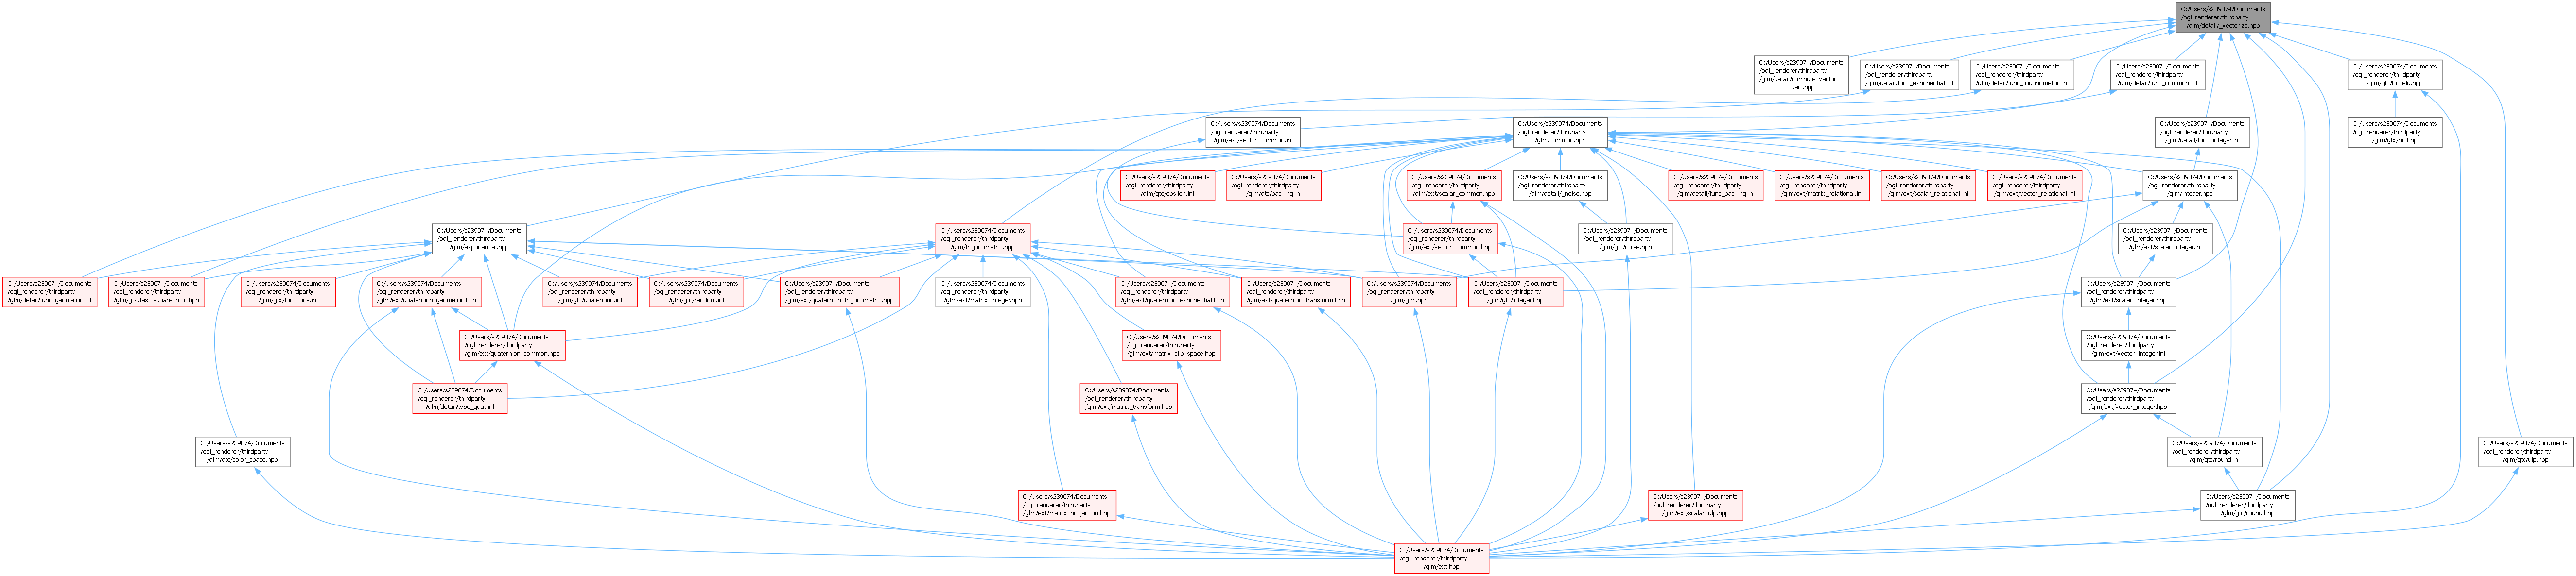 C:/Users/s239074/Documents
/ogl_renderer/thirdparty
/glm/detail/_vectorize.hpp
C:/Users/s239074/Documents
/ogl_renderer/thirdparty
/glm/detail/compute_vector
_decl.hpp
C:/Users/s239074/Documents
/ogl_renderer/thirdparty
/glm/detail/func_exponential.inl
C:/Users/s239074/Documents
/ogl_renderer/thirdparty
/glm/detail/func_trigonometric.inl
C:/Users/s239074/Documents
/ogl_renderer/thirdparty
/glm/detail/func_common.inl
C:/Users/s239074/Documents
/ogl_renderer/thirdparty
/glm/gtc/bitfield.hpp
C:/Users/s239074/Documents
/ogl_renderer/thirdparty
/glm/ext/vector_common.inl
C:/Users/s239074/Documents
/ogl_renderer/thirdparty
/glm/common.hpp
C:/Users/s239074/Documents
/ogl_renderer/thirdparty
/glm/detail/func_integer.inl
C:/Users/s239074/Documents
/ogl_renderer/thirdparty
/glm/gtx/bit.hpp
C:/Users/s239074/Documents
/ogl_renderer/thirdparty
/glm/gtc/epsilon.inl
C:/Users/s239074/Documents
/ogl_renderer/thirdparty
/glm/gtc/packing.inl
C:/Users/s239074/Documents
/ogl_renderer/thirdparty
/glm/ext/scalar_common.hpp
C:/Users/s239074/Documents
/ogl_renderer/thirdparty
/glm/detail/_noise.hpp
C:/Users/s239074/Documents
/ogl_renderer/thirdparty
/glm/detail/func_packing.inl
C:/Users/s239074/Documents
/ogl_renderer/thirdparty
/glm/ext/matrix_relational.inl
C:/Users/s239074/Documents
/ogl_renderer/thirdparty
/glm/ext/scalar_relational.inl
C:/Users/s239074/Documents
/ogl_renderer/thirdparty
/glm/ext/vector_relational.inl
C:/Users/s239074/Documents
/ogl_renderer/thirdparty
/glm/integer.hpp
C:/Users/s239074/Documents
/ogl_renderer/thirdparty
/glm/exponential.hpp
C:/Users/s239074/Documents
/ogl_renderer/thirdparty
/glm/trigonometric.hpp
C:/Users/s239074/Documents
/ogl_renderer/thirdparty
/glm/ext/vector_common.hpp
C:/Users/s239074/Documents
/ogl_renderer/thirdparty
/glm/gtc/noise.hpp
C:/Users/s239074/Documents
/ogl_renderer/thirdparty
/glm/ext/scalar_integer.inl
C:/Users/s239074/Documents
/ogl_renderer/thirdparty
/glm/detail/func_geometric.inl
C:/Users/s239074/Documents
/ogl_renderer/thirdparty
/glm/gtx/fast_square_root.hpp
C:/Users/s239074/Documents
/ogl_renderer/thirdparty
/glm/gtx/functions.inl
C:/Users/s239074/Documents
/ogl_renderer/thirdparty
/glm/ext/quaternion_geometric.hpp
C:/Users/s239074/Documents
/ogl_renderer/thirdparty
/glm/gtc/quaternion.inl
C:/Users/s239074/Documents
/ogl_renderer/thirdparty
/glm/gtc/random.inl
C:/Users/s239074/Documents
/ogl_renderer/thirdparty
/glm/ext/quaternion_trigonometric.hpp
C:/Users/s239074/Documents
/ogl_renderer/thirdparty
/glm/ext/matrix_integer.hpp
C:/Users/s239074/Documents
/ogl_renderer/thirdparty
/glm/ext/quaternion_exponential.hpp
C:/Users/s239074/Documents
/ogl_renderer/thirdparty
/glm/ext/quaternion_transform.hpp
C:/Users/s239074/Documents
/ogl_renderer/thirdparty
/glm/glm.hpp
C:/Users/s239074/Documents
/ogl_renderer/thirdparty
/glm/gtc/integer.hpp
C:/Users/s239074/Documents
/ogl_renderer/thirdparty
/glm/ext/scalar_integer.hpp
C:/Users/s239074/Documents
/ogl_renderer/thirdparty
/glm/ext/quaternion_common.hpp
C:/Users/s239074/Documents
/ogl_renderer/thirdparty
/glm/ext/matrix_clip_space.hpp
C:/Users/s239074/Documents
/ogl_renderer/thirdparty
/glm/ext/vector_integer.inl
C:/Users/s239074/Documents
/ogl_renderer/thirdparty
/glm/detail/type_quat.inl
C:/Users/s239074/Documents
/ogl_renderer/thirdparty
/glm/ext/matrix_transform.hpp
C:/Users/s239074/Documents
/ogl_renderer/thirdparty
/glm/ext/vector_integer.hpp
C:/Users/s239074/Documents
/ogl_renderer/thirdparty
/glm/gtc/color_space.hpp
C:/Users/s239074/Documents
/ogl_renderer/thirdparty
/glm/gtc/round.inl
C:/Users/s239074/Documents
/ogl_renderer/thirdparty
/glm/gtc/ulp.hpp
C:/Users/s239074/Documents
/ogl_renderer/thirdparty
/glm/ext/matrix_projection.hpp
C:/Users/s239074/Documents
/ogl_renderer/thirdparty
/glm/ext/scalar_ulp.hpp
C:/Users/s239074/Documents
/ogl_renderer/thirdparty
/glm/gtc/round.hpp
C:/Users/s239074/Documents
/ogl_renderer/thirdparty
/glm/ext.hpp